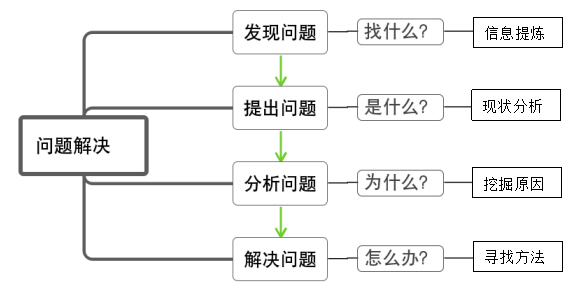 问题解决
发现问题
找什么?
信息提炼
提出问题
是什么?
现状分析
分析问题
为什么?
挖掘原因
解决问题
怎么办?
寻找方法